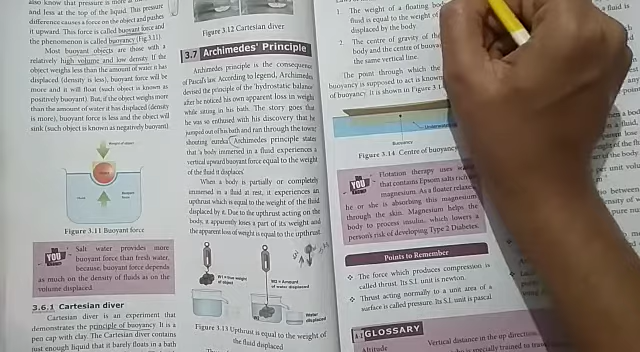 also know that pressure is more at the
and less at the top of the liquid. This pressure
difference causes a force on the object and pushes
it upward. This force is called buoyant force and
the phenomenon is called buoyancy (Fig.3.11)
Most buoyant objects are those with a
relatively high volume and low density. If the
object weighs less than the amount of water it has
displaced (density is less), buoyant force will be
more and it will float (such object is known as
positively buoyant). But, if the object weighs more
than the amount of water it has displaced (density
is more), buoyant force is less and the object will
sink (such object is known as negatively buoyant)
Figure 3.11 Buoyant force
DO YOU KNOW
Salt water provides more
buoyant force than fresh water,
because, buoyant force depends
as much on the density of fluids as on the
volume displaced
3.6.1 Cartesian diver
Cartesian diver is an experiment that
demonstrates the principle of buoyancy. It is a
pen cap with clay. The Cartesian diver contains
just enough liquid that it barely floats in a bath
Figure 3.12 Cartesian diver
3.7 Archimedes' Principle
Archimedes principle is the consequence
of Pascal's law. According to legend, Archimedes
devised the principle of the 'hydrostatic balance'
after he noticed his own apparent loss in weight
while sitting in his bath. The story goes that
he was so enthused with his discovery that he
jumped out of his bath and ran through the town
shouting eureka. Archimedes principle states
that 'a body immersed in a fluid experiences a
vertical upward buoyant force equal to the weight
of the fluid it displaces'
When a body is partially or completely
immersed in a fluid at rest, it experiences an
upthrust which is equal to the weight of the fluid
displaced by it. Due to the upthrust acting on the
body, it apparently loses a part of its weight and
the apparent loss of weight is equal to the upthrust
W1 = true weight
of object
W2 = Amount
of water displaced
Water
displaced
Figure 3.13 Upthrust is equal to the weight of
the fluid displaced
1. The weight of a floating body
fluid is equal to the weight of
displaced by the body.
2. The centre of gravity of the
body and the centre of buoyancy
the same vertical line.
The point through which the
buoyancy is supposed to act is known
of buoyancy. It is shown in Figure 3.1
Buoyancy
Figure 3.14 Centre of buoyancy
DO YOU KNOW
Flotation therapy uses
that contains Epsom salts rich
magnesium. As a floater relaxes
he or she is absorbing this magnesium
through the skin. Magnesium helps the
body to process insulin, which lowers a
person's risk of developing Type 2 Diabetes.
Points to Remember
❖ The force which produces compression is
called thrust. Its S.I. unit is newton.
❖ Thrust acting normally to a unit area of a
surface is called pressure. Its S.I. unit is pascal
GLOSSARY
Altitude Vertical distance in the up direction